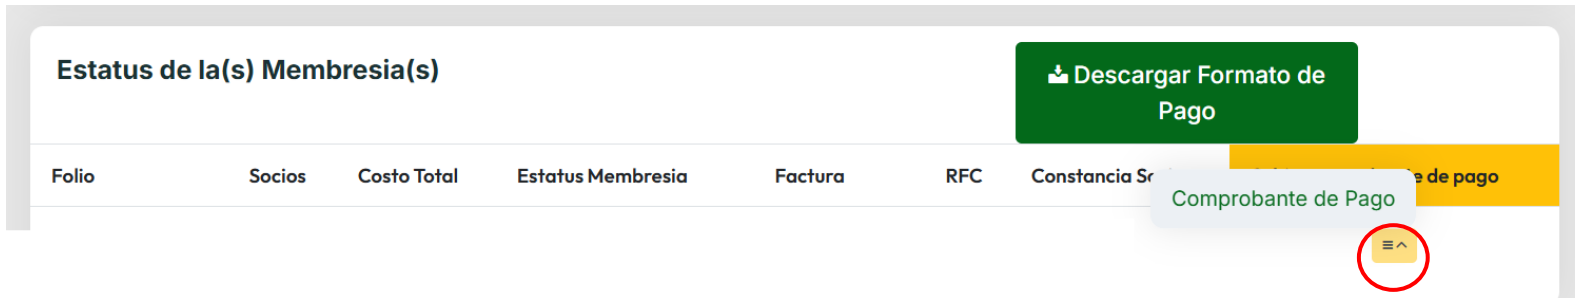 Estatus de la(s) Membresia(s)
Descargar Formato de
Pago
Folio Socios Costo Total Estatus Membresia Factura RFC Constancia de pago
Comprobante de Pago